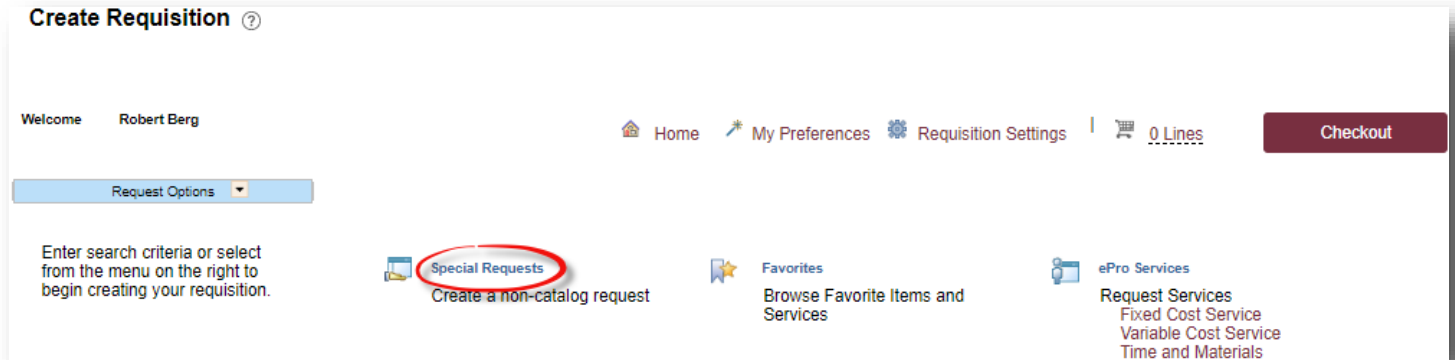 Create Requisition ?
Welcome Robert Berg
Home My Preferences Requisition Settings | 0 Lines Checkout
Request Options
Enter search criteria or select
from the menu on the right to
begin creating your requisition.
Special Requests
Create a non-catalog request
Favorites
Browse Favorite Items and
Services
ePro Services
Request Services
Fixed Cost Service
Variable Cost Service
Time and Materials